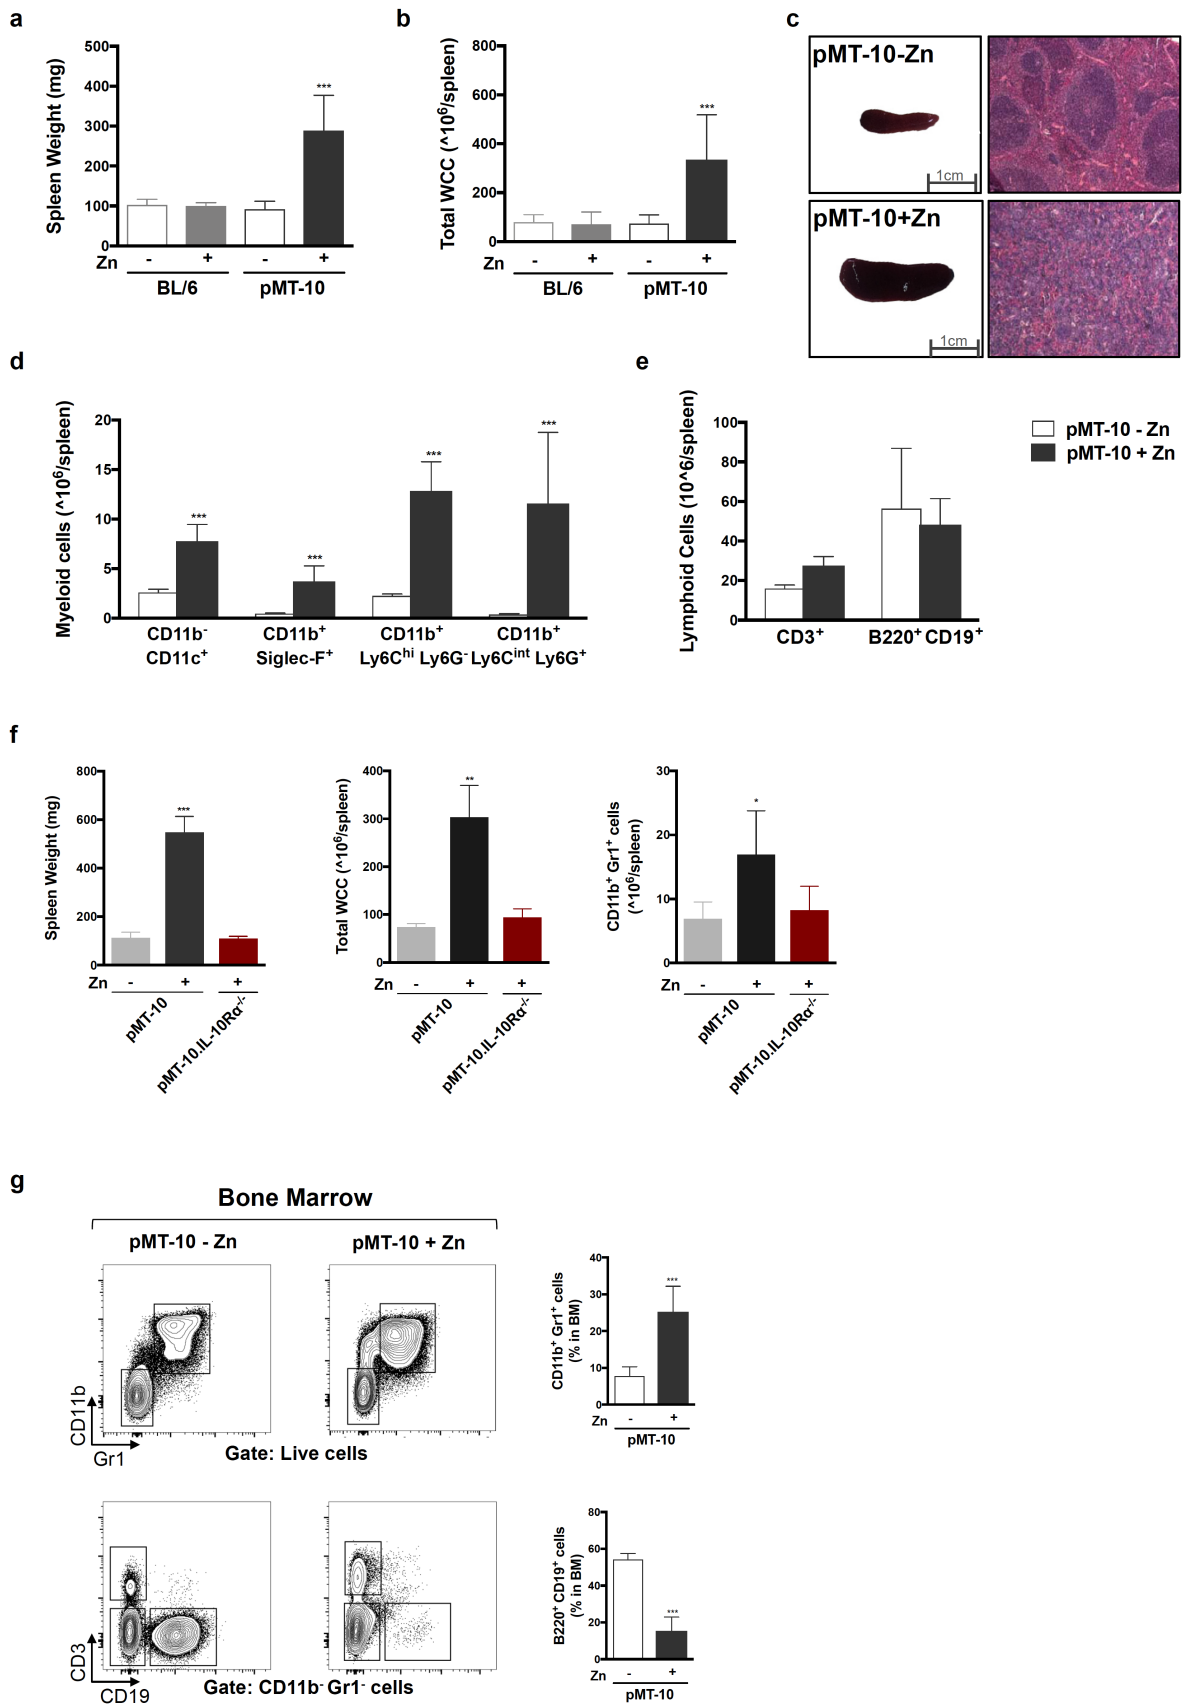 a
Spleen Weight (mg)
500
400
300
200
100
0
***
Zn
-
+
-
+
BL/6
pMT-10
b
Total WCC (^10⁶/spleen)
800
600
400
200
0
***
Zn
-
+
-
+
BL/6
pMT-10
c
pMT-10-Zn
1cm
pMT-10+Zn
1cm
d
Myeloid cells (^10⁶/spleen)
20
15
10
5
0
***
***
***
***
CD11b⁻
CD11c⁺
CD11b⁺
Siglec-F⁺
CD11b⁺
Ly6Cʰⁱ Ly6G⁻
CD11b⁺
Ly6Cⁱⁿᵗ Ly6G⁺
e
Lymphoid Cells (10^6/spleen)
100
80
60
40
20
0
CD3⁺
B220⁺ CD19⁺
pMT-10 - Zn
pMT-10 + Zn
f
Spleen Weight (mg)
800
600
400
200
0
***
Zn
-
+
+
pMT-10
pMT-10.IL-10Rα⁻/⁻
Total WCC (^10⁶/spleen)
400
300
200
100
0
**
Zn
-
+
+
pMT-10
pMT-10.IL-10Rα⁻/⁻
CD11b⁺ Gr1⁺ cells
(^10⁶/spleen)
30
20
10
0
*
Zn
-
+
+
pMT-10
pMT-10.IL-10Rα⁻/⁻
g
Bone Marrow
pMT-10 - Zn
pMT-10 + Zn
CD11b
Gr1
Gate: Live cells
CD11b⁺ Gr1⁺ cells
(% in BM)
40
30
20
10
0
***
Zn
-
+
pMT-10
CD3
CD19
Gate: CD11b⁻ Gr1⁻ cells
B220⁺ CD19⁺ cells
(% in BM)
80
60
40
20
0
***
Zn
-
+
pMT-10